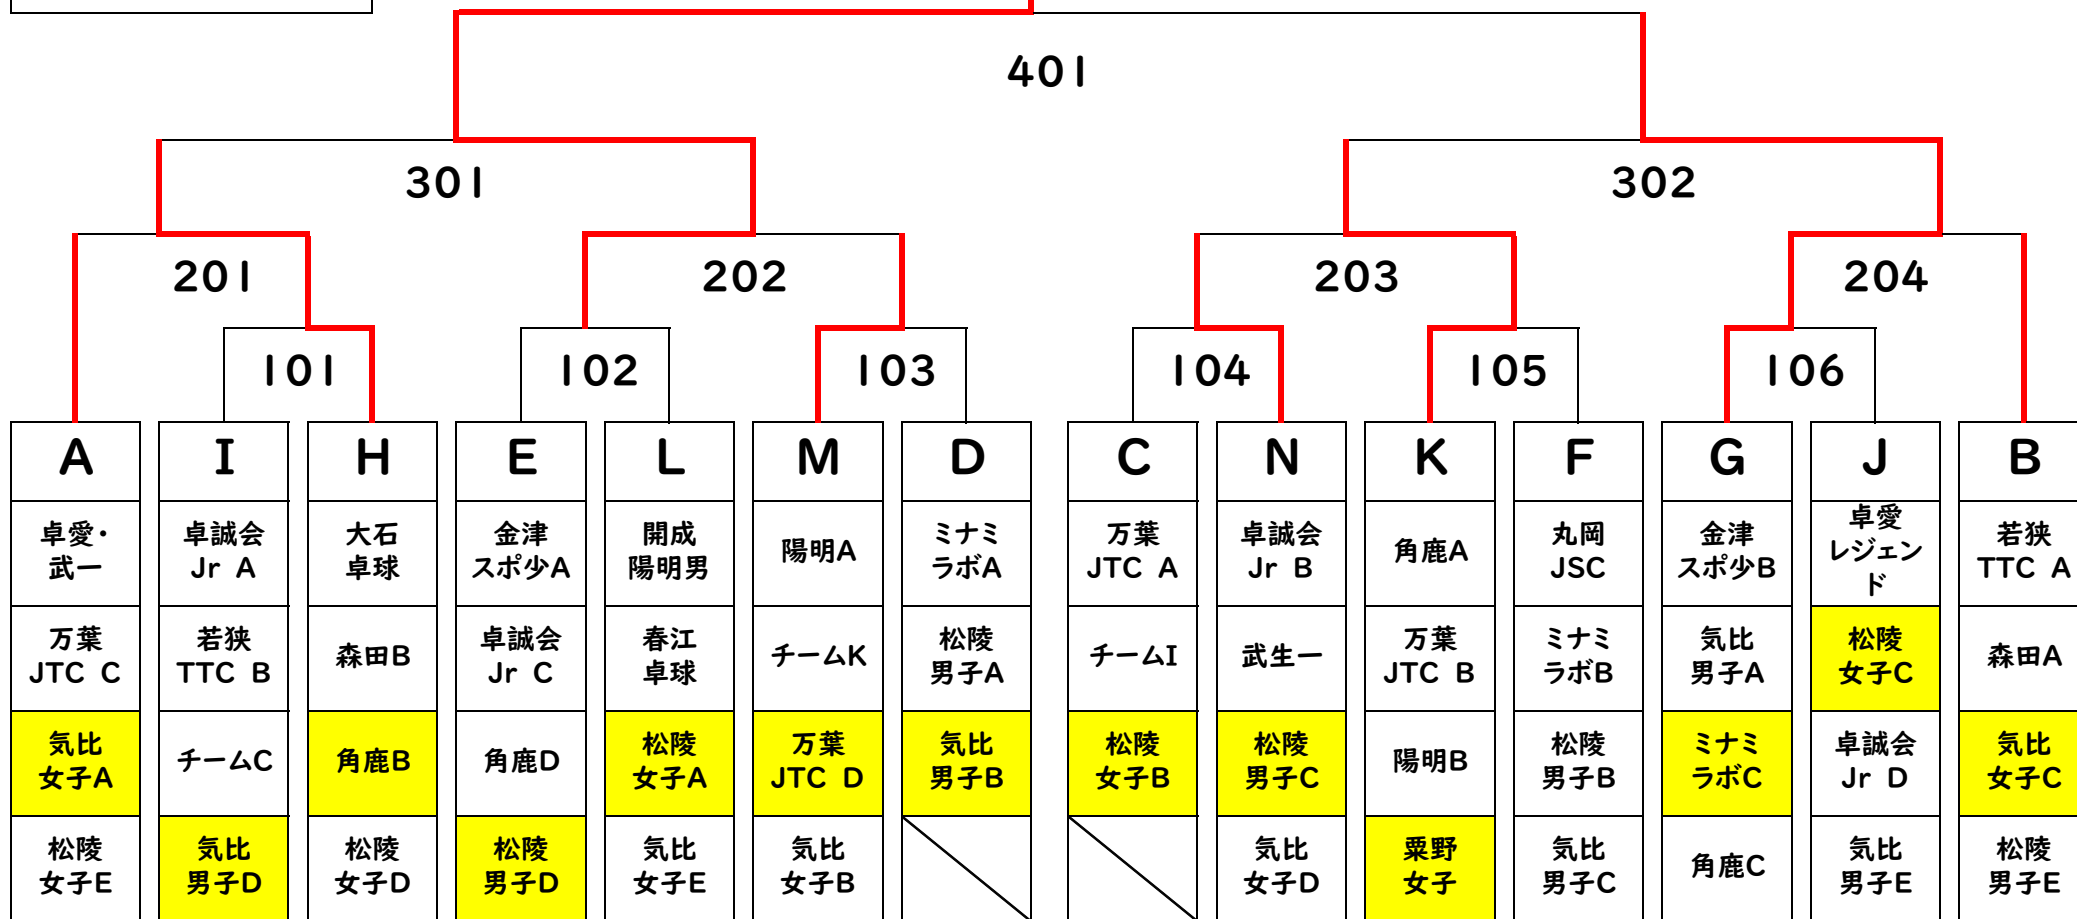 401
301
302
201
202
203
204
101
102
103
104
105
106
A
I
H
E
L
M
D
C
N
K
F
G
J
B
卓愛・
武一
卓誠会
Jr A
大石
卓球
金津
スポ少A
開成
陽明男
陽明A
ミナミ
ラボA
万葉
JTC A
卓誠会
Jr B
角鹿A
丸岡
JSC
金津
スポ少B
卓愛
レジェン
ド
若狭
TTC A
万葉
JTC C
若狭
TTC B
森田B
卓誠会
Jr C
春江
卓球
チームK
松陵
男子A
チームI
武生一
万葉
JTC B
ミナミ
ラボB
気比
男子A
松陵
女子C
森田A
気比
女子A
チームC
角鹿B
角鹿D
松陵
女子A
万葉
JTC D
気比
男子B
松陵
女子B
松陵
男子C
陽明B
松陵
男子B
ミナミ
ラボC
卓誠会
Jr D
気比
女子C
松陵
女子E
気比
男子D
松陵
女子D
松陵
男子D
気比
女子E
気比
女子B
気比
女子D
粟野
女子
気比
男子C
角鹿C
気比
男子E
松陵
男子E